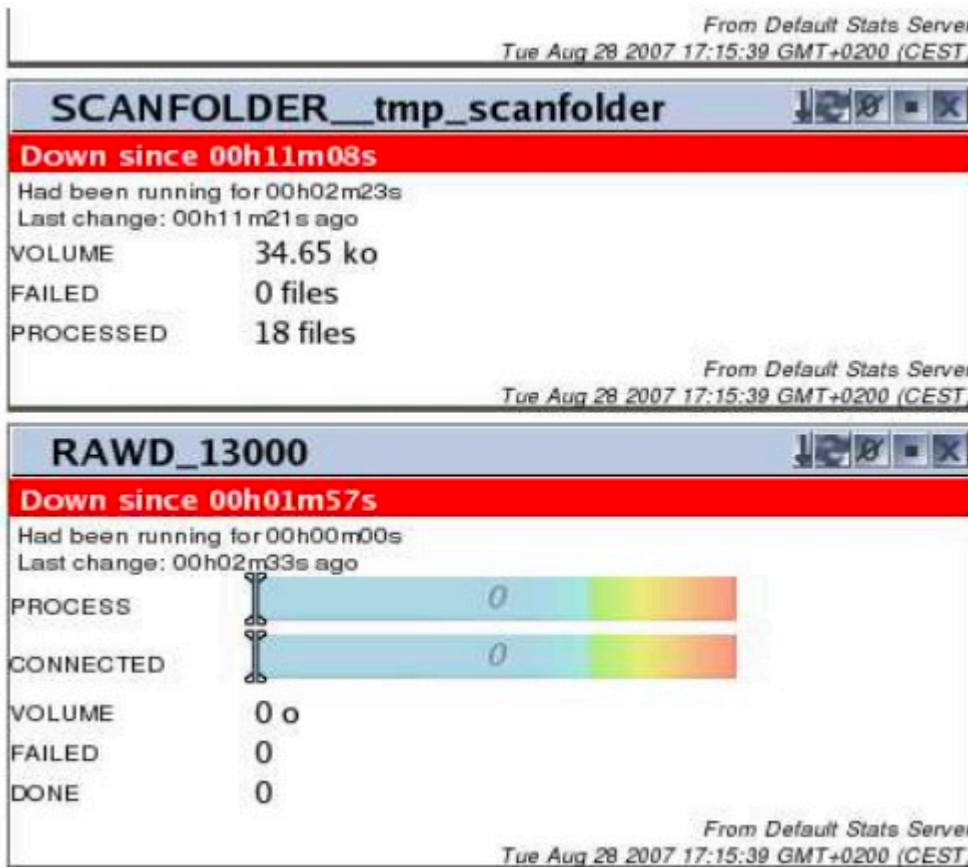 From Default Stats Server
Tue Aug 28 2007 17:15:39 GMT+0200 (CEST)
SCANFOLDER__tmp_scanfolder
Down since 00h11m08s
Had been running for 00h02m23s
Last change: 00h11m21s ago
VOLUME 34.65 ko
FAILED 0 files
PROCESSED 18 files
From Default Stats Server
Tue Aug 28 2007 17:15:39 GMT+0200 (CEST)
RAWD_13000
Down since 00h01m57s
Had been running for 00h00m00s
Last change: 00h02m33s ago
PROCESS 0
CONNECTED 0
VOLUME 0 o
FAILED 0
DONE 0
From Default Stats Server
Tue Aug 28 2007 17:15:39 GMT+0200 (CEST)